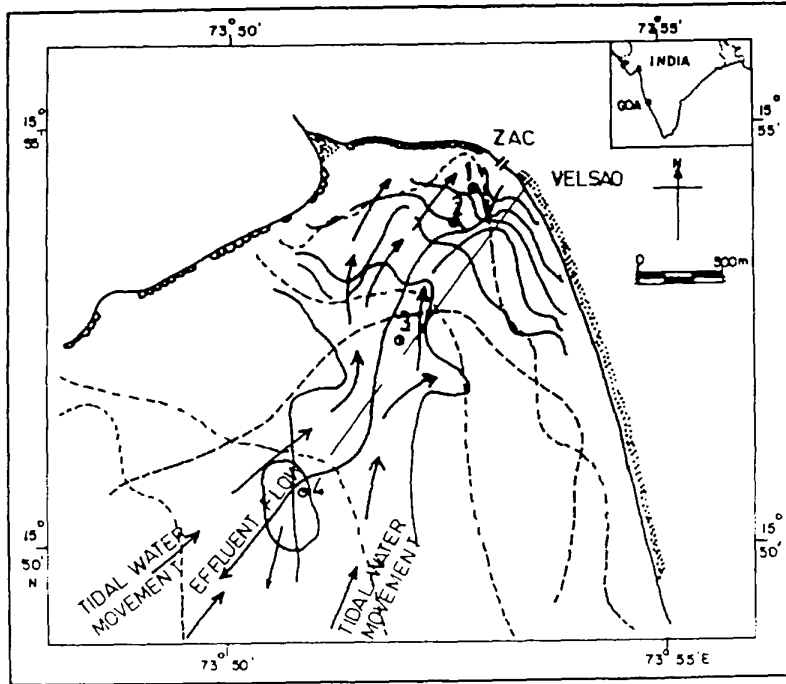 73° 50'
73° 55'
INDIA
GOA
15°
55'
15°
55'
ZAC
VELSAO
N
0
500m
1
2
3
4
EFFLUENT FLOW
TIDAL WATER
MOVEMENT
TIDAL WATER
MOVEMENT
15°
50'
N
15°
50'
73° 50'
73° 55' E